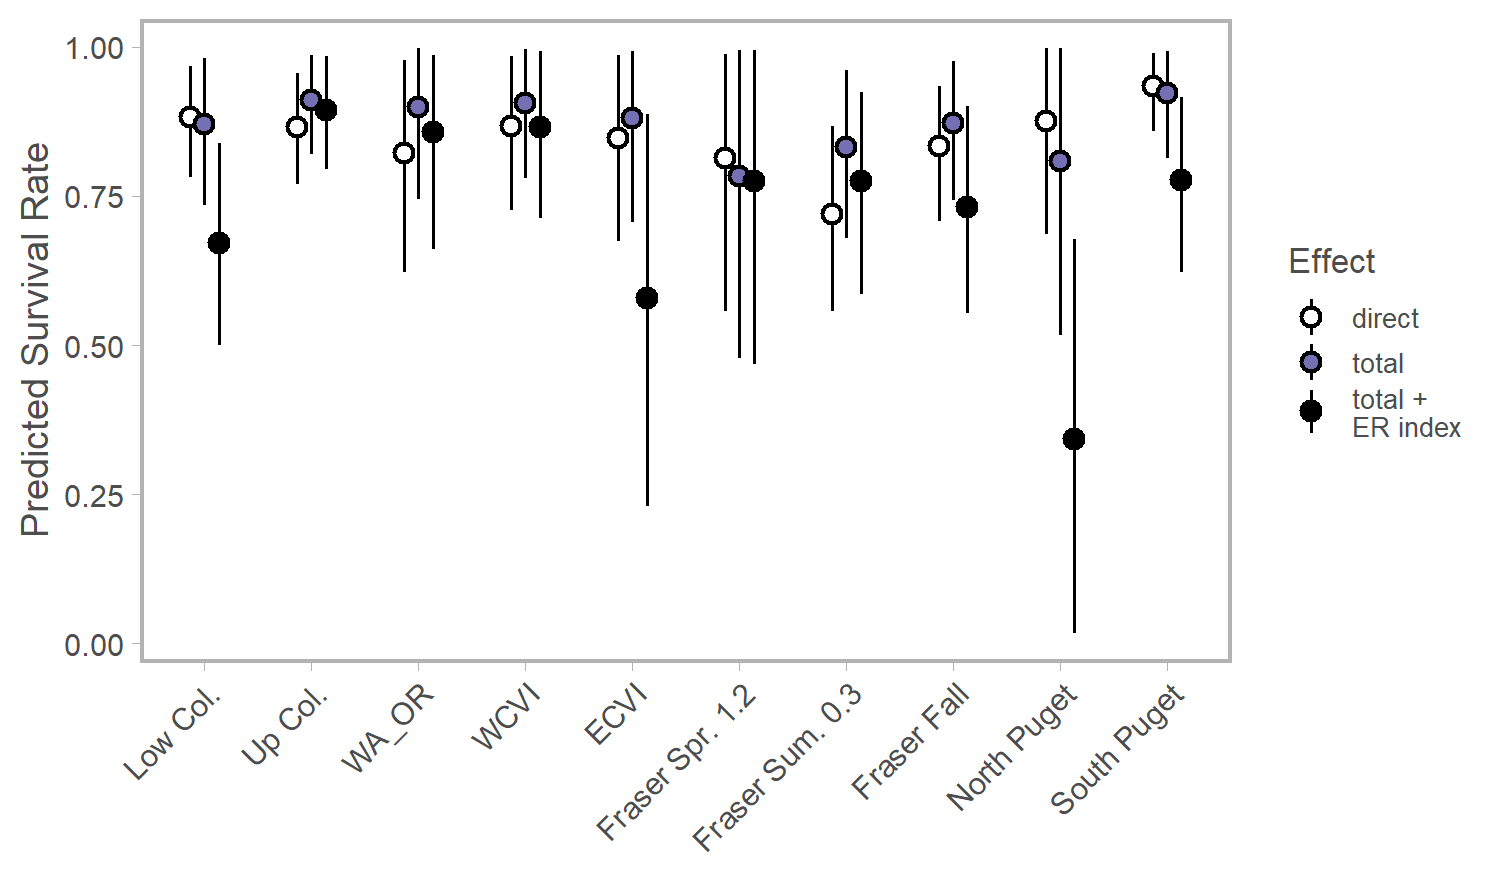 Predicted Survival Rate
1.00
0.75
0.50
0.25
0.00
Low Col.
Up Col.
WA_OR
WCVI
ECVI
Fraser Spr. 1.2
Fraser Sum. 0.3
Fraser Fall
North Puget
South Puget
Effect
direct
total
total +
ER index